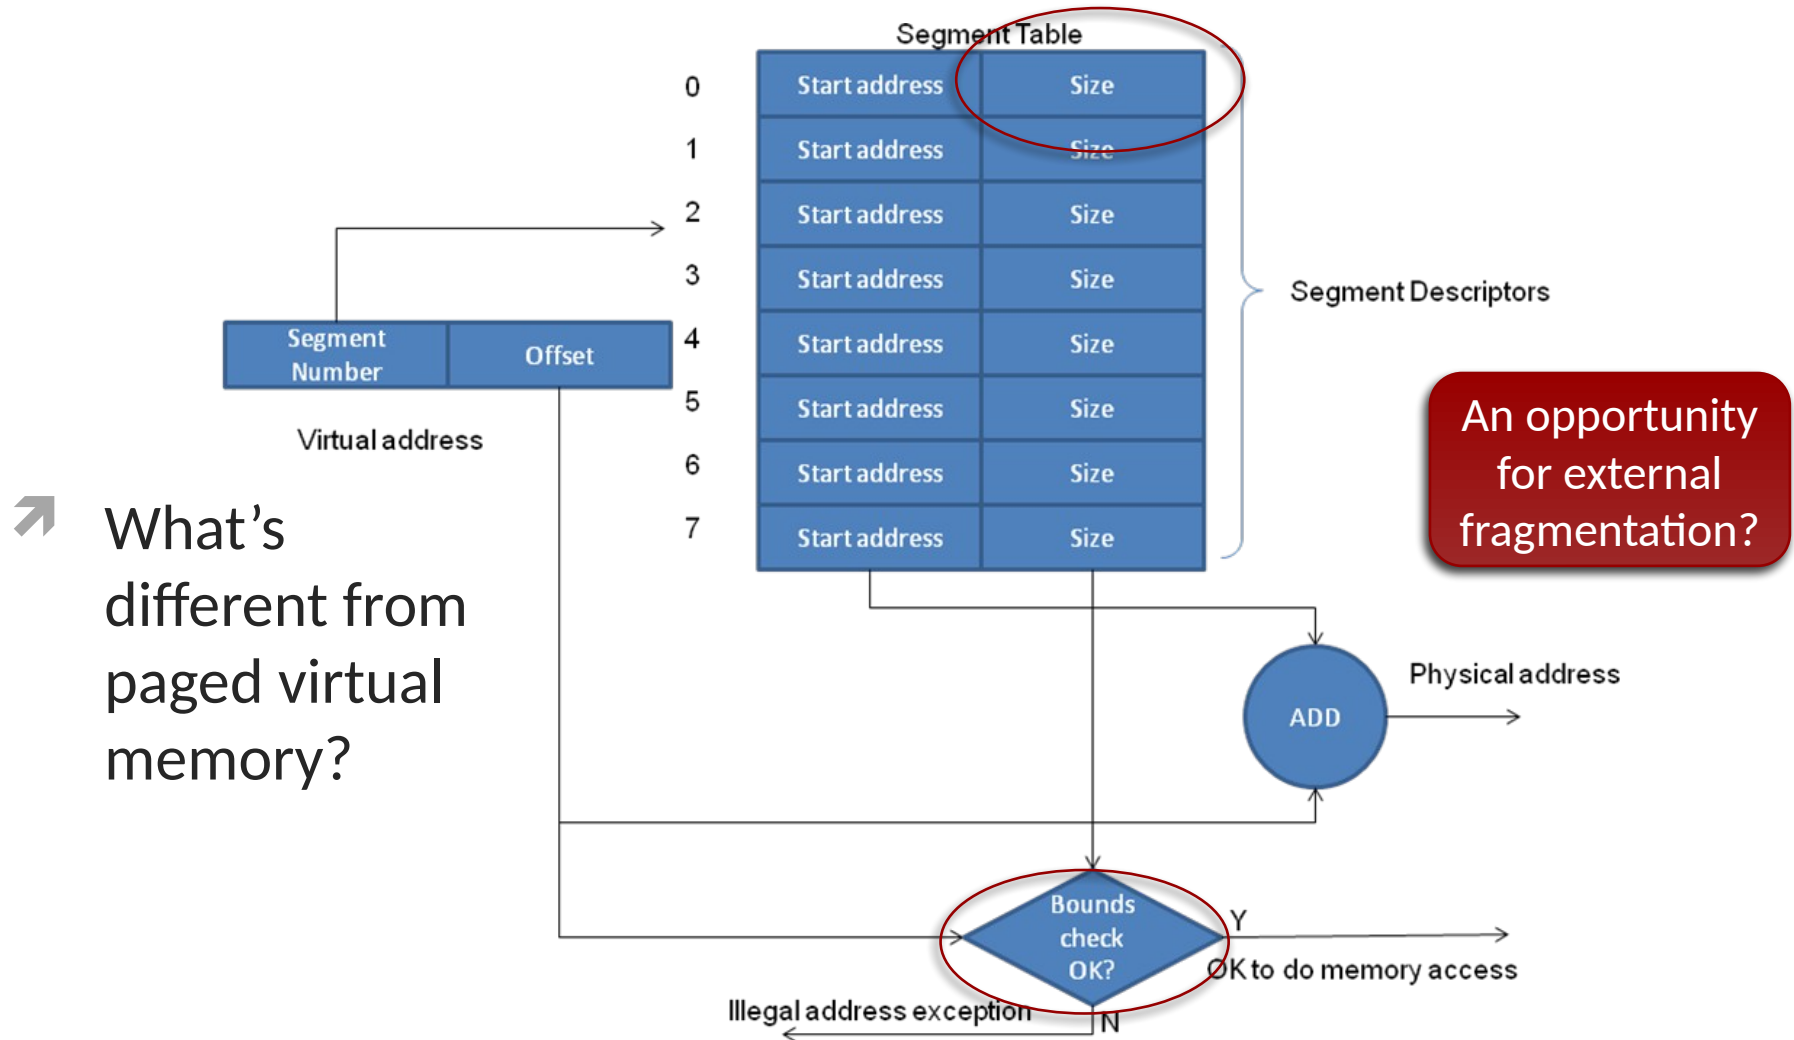 Segment Table
0 Start address Size
1 Start address Size
2 Start address Size
3 Start address Size
4 Start address Size
5 Start address Size
6 Start address Size
7 Start address Size
Segment Descriptors
Segment
Number
Offset
Virtual address
An opportunity
for external
fragmentation?
What’s
different from
paged virtual
memory?
ADD
Physical address
Bounds
check
OK?
Y
OK to do memory access
Illegal address exception
N